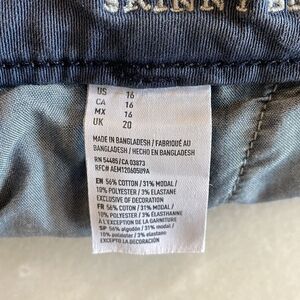 SKINNY
US 16
CA 16
MX 16
UK 20
MADE IN BANGLADESH / FABRIQUÉ AU
BANGLADESH / HECHO EN BANGLADESH
RN 54485/CA 03873
RFC# AEM1206058U9A
EN 56% COTTON / 31% MODAL /
10% POLYESTER / 3% ELASTANE
EXCLUSIVE OF DECORATION
FR 56% COTON / 31% MODAL /
10% POLYESTER / 3% ÉLASTHANNE
À L'EXCEPTION DE LA GARNITURE
SP 56% algodón / 31% modal /
10% poliéster / 3% elastano
EXCEPTO LA DECORACIÓN